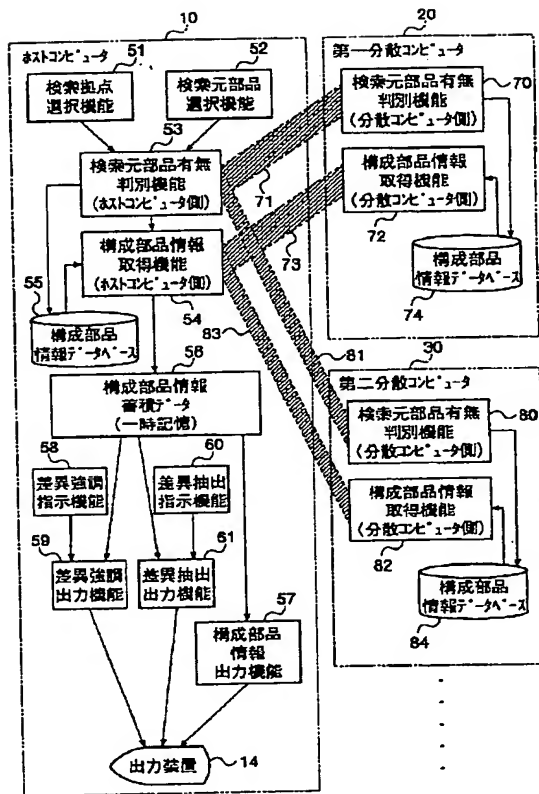 10
ホストコンピュータ
51
検索拠点
選択機能
52
検索元部品
選択機能
53
検索元部品有無
判別機能
(ホストコンピュータ側)
構成部品情報
取得機能
(ホストコンピュータ側)
54
55
構成部品
情報データベース
56
構成部品情報
蓄積データ
(一時記憶)
58
差異強調
指示機能
60
差異抽出
指示機能
59
差異強調
出力機能
61
差異抽出
出力機能
57
構成部品
情報
出力機能
出力装置
14
71
73
83
81
20
第一分散コンピュータ
検索元部品有無
判別機能
(分散コンピュータ側)
70
構成部品情報
取得機能
(分散コンピュータ側)
72
構成部品
情報データベース
74
30
第二分散コンピュータ
検索元部品有無
判別機能
(分散コンピュータ側)
80
構成部品情報
取得機能
(分散コンピュータ側)
82
構成部品
情報データベース
84